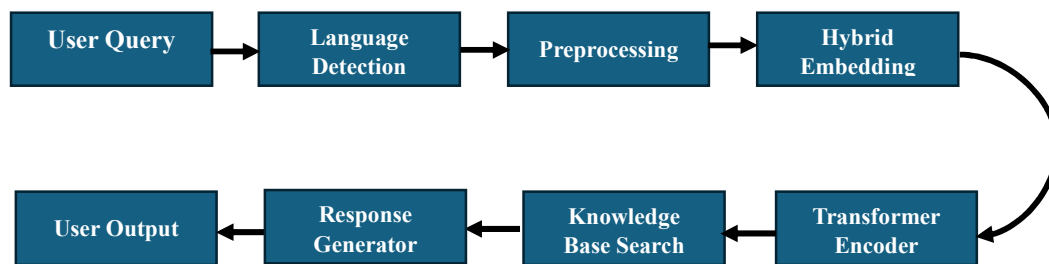 User Query
Language
Detection
Preprocessing
Hybrid
Embedding
User Output
Response
Generator
Knowledge
Base Search
Transformer
Encoder